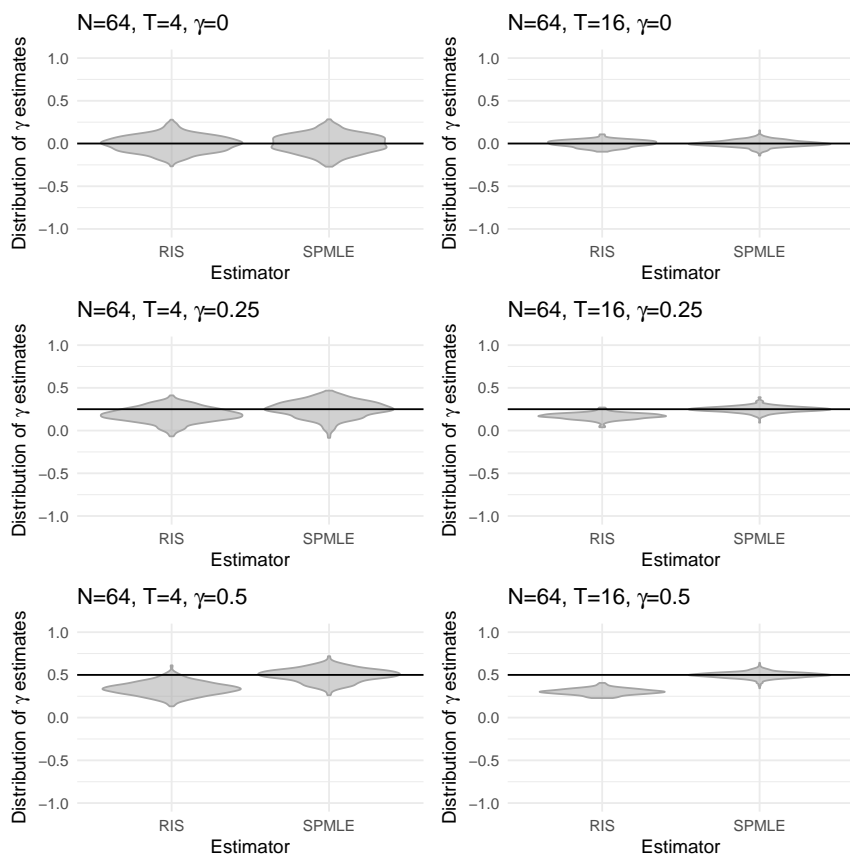 N=64, T=4, γ=0
Distribution of γ estimates
1.0
0.5
0.0
−0.5
−1.0
RIS SPMLE
Estimator
N=64, T=16, γ=0
Distribution of γ estimates
1.0
0.5
0.0
−0.5
−1.0
RIS SPMLE
Estimator
N=64, T=4, γ=0.25
Distribution of γ estimates
1.0
0.5
0.0
−0.5
−1.0
RIS SPMLE
Estimator
N=64, T=16, γ=0.25
Distribution of γ estimates
1.0
0.5
0.0
−0.5
−1.0
RIS SPMLE
Estimator
N=64, T=4, γ=0.5
Distribution of γ estimates
1.0
0.5
0.0
−0.5
−1.0
RIS SPMLE
Estimator
N=64, T=16, γ=0.5
Distribution of γ estimates
1.0
0.5
0.0
−0.5
−1.0
RIS SPMLE
Estimator